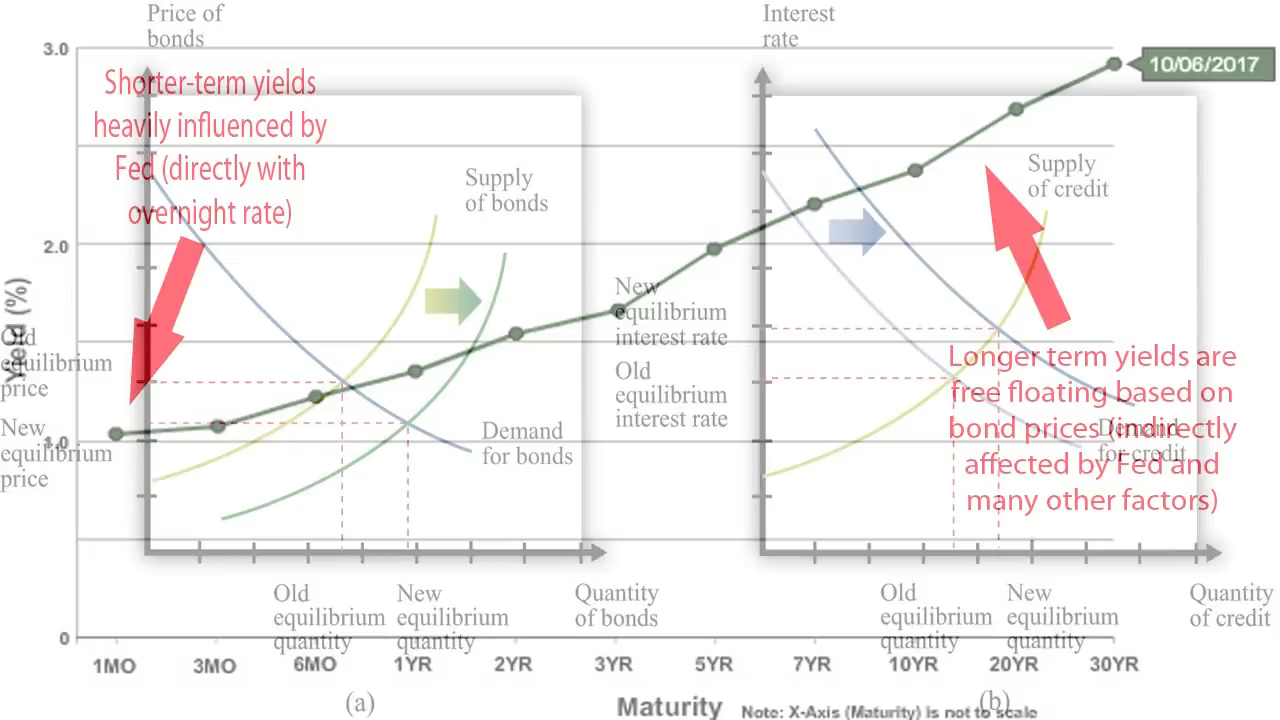 Price of
bonds
Interest
rate
3.0
10/06/2017
Shorter-term yields
heavily influenced by
Fed (directly with
overnight rate)
Supply
of bonds
Supply
of credit
2.0
Yield (%)
New
equilibrium
interest rate
Old
equilibrium
interest rate
Old
equilibrium
price
New
equilibrium
price
1.0
Demand
for bonds
Longer term yields are
free floating based on
bond prices (indirectly
affected by Fed and
many other factors)
Demand
for credit
Old
equilibrium
quantity
New
equilibrium
quantity
Quantity
of bonds
Old
equilibrium
quantity
New
equilibrium
quantity
Quantity
of credit
0
1MO 3MO 6MO 1YR 2YR 3YR 5YR 7YR 10YR 20YR 30YR
(a)
(b)
Maturity Note: X-Axis (Maturity) is not to scale